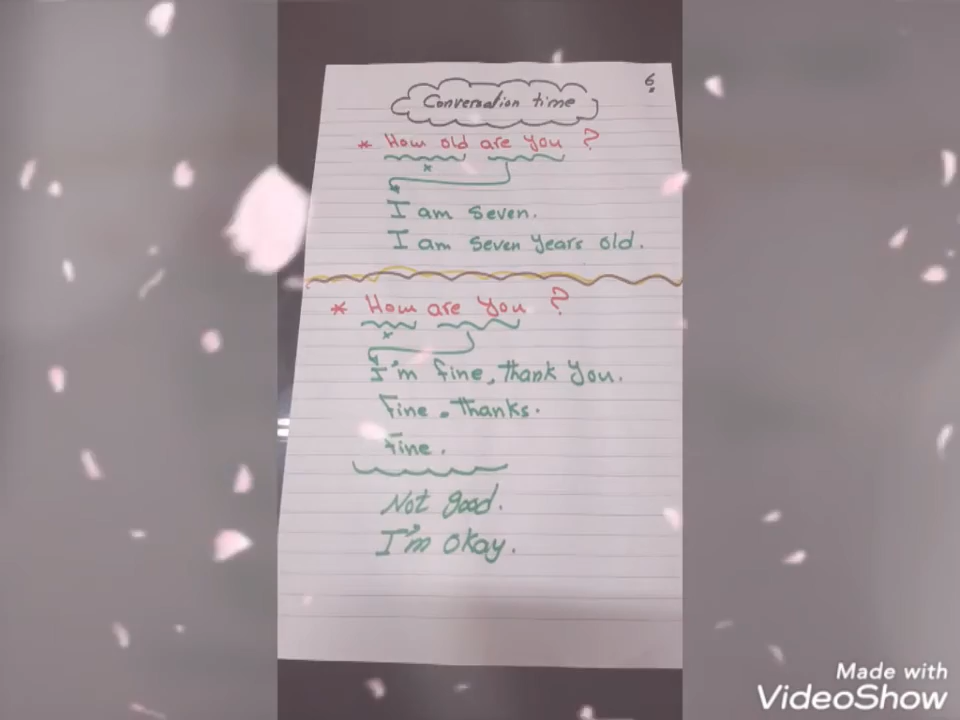 6
Conversation time
* How old are you ?
I am seven.
I am seven years old.
* How are you ?
I'm fine, thank you.
Fine. thanks.
Fine.
Not good.
I'm okay.
Made with
VideoShow